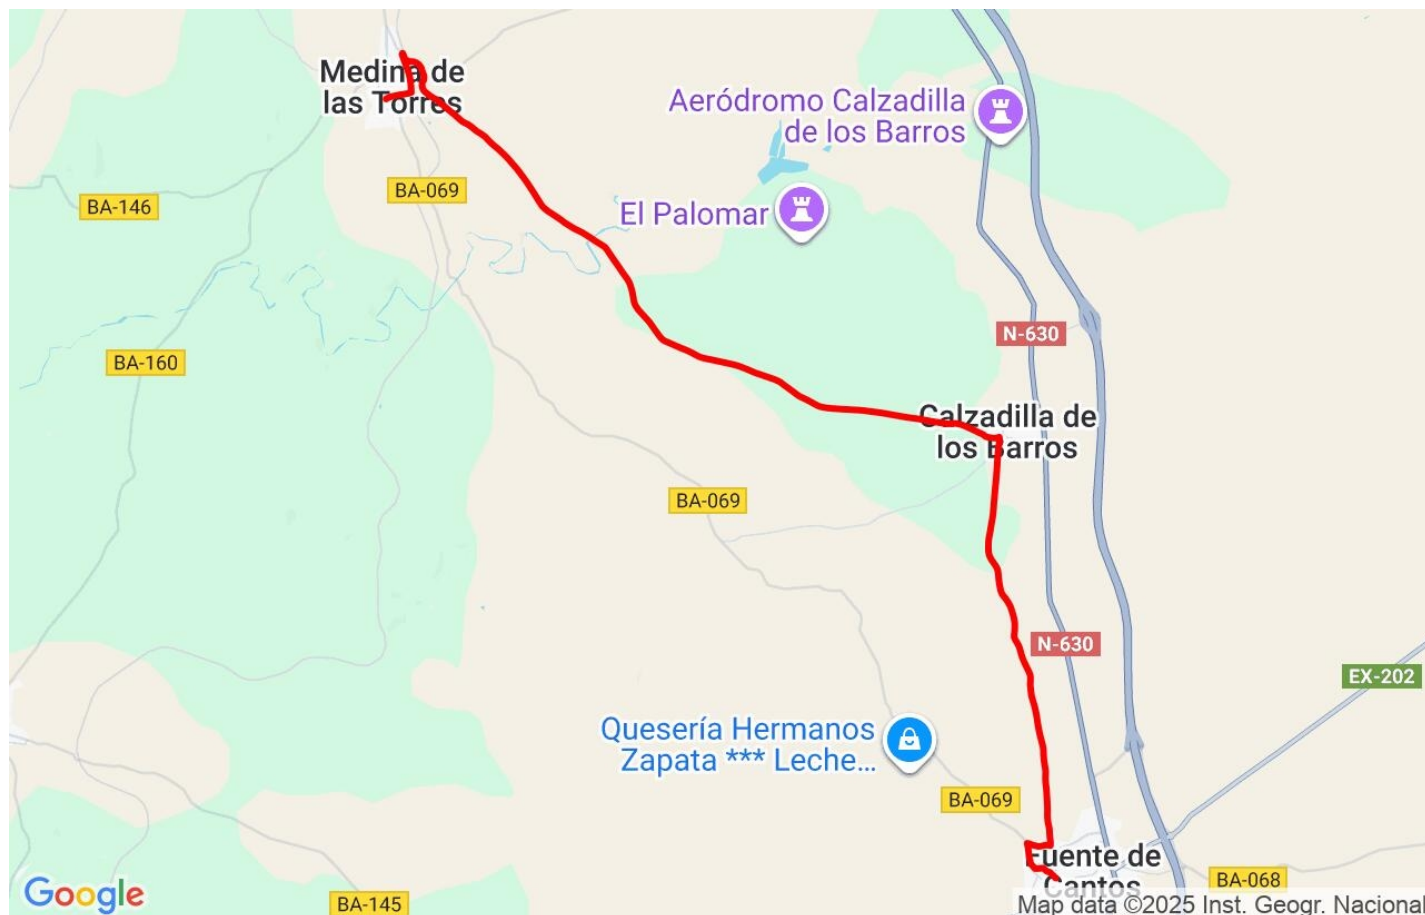 Medina de
las Torres
Aeródromo Calzadilla
de los Barros
BA-069
BA-146
El Palomar
N-630
BA-160
Calzadilla de
los Barros
BA-069
N-630
EX-202
Quesería Hermanos
Zapata *** Leche...
BA-069
Fuente de
Cantos
BA-068
Google
BA-145
Map data ©2025 Inst. Geogr. Nacional